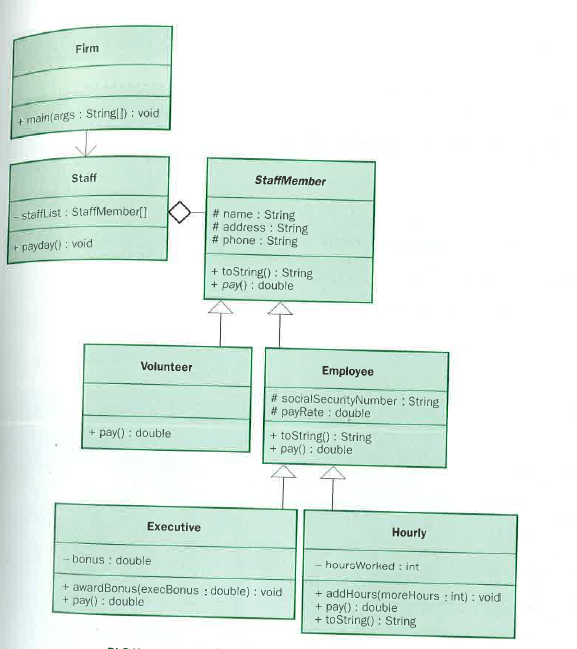 Firm
+ main(args : String[]) : void
Staff
– staffList : StaffMember[]
+ payday() : void
StaffMember
# name : String
# address : String
# phone : String
+ toString() : String
+ pay() : double
Volunteer
+ pay() : double
Employee
# socialSecurityNumber : String
# payRate : double
+ toString() : String
+ pay() : double
Executive
– bonus : double
+ awardBonus(execBonus : double) : void
+ pay() : double
Hourly
– hoursWorked : int
+ addHours(moreHours : int) : void
+ pay() : double
+ toString() : String